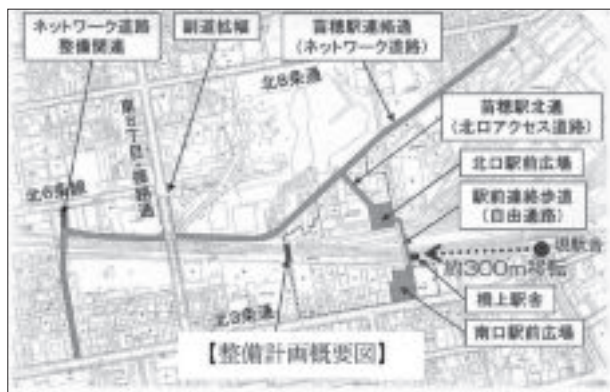 ネットワーク道路
整備関連
副道拡幅
苗穂駅連絡通
(ネットワーク道路)
北8条通
苗穂駅北通
(北口アクセス道路)
北口駅前広場
駅前連絡歩道
(自由通路)
現駅舎
約300m移転
橋上駅舎
南口駅前広場
北3条通
北6条線
東8丁目・篠路通
【整備計画概要図】